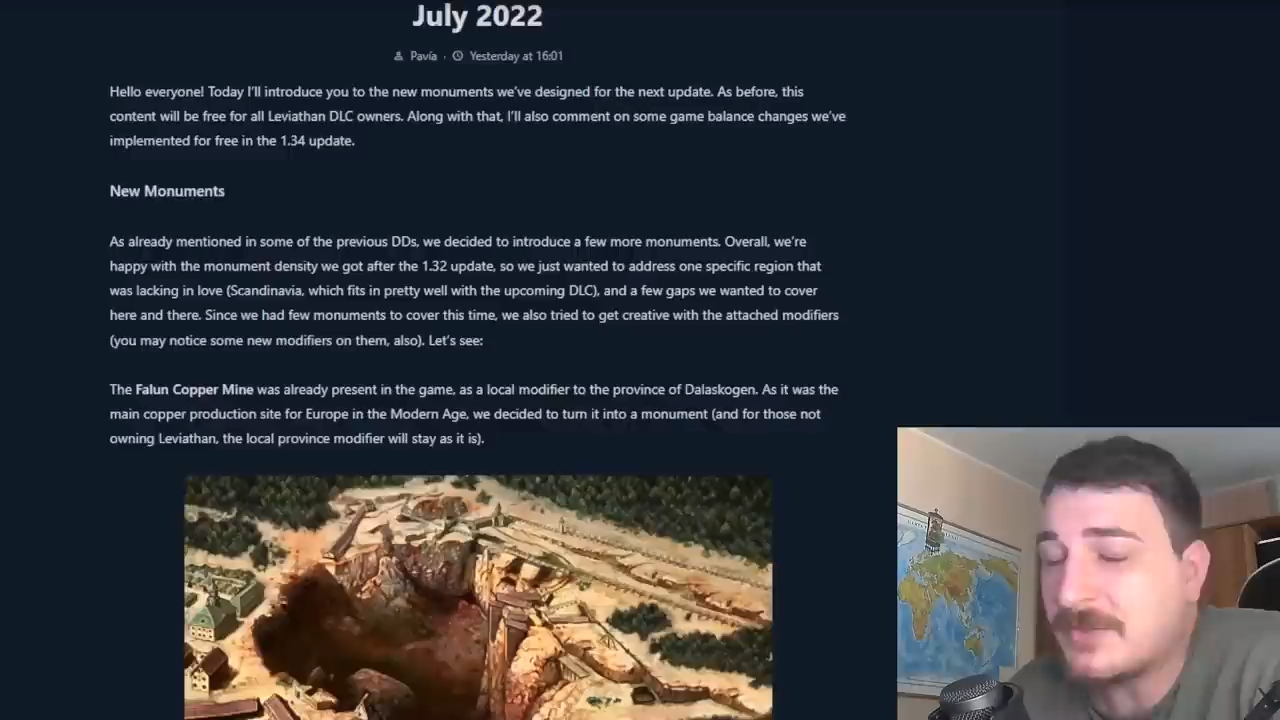 July 2022
Pavía · Yesterday at 16:01
Hello everyone! Today I'll introduce you to the new monuments we've designed for the next update. As before, this
content will be free for all Leviathan DLC owners. Along with that, I'll also comment on some game balance changes we've
implemented for free in the 1.34 update.
New Monuments
As already mentioned in some of the previous DDs, we decided to introduce a few more monuments. Overall, we're
happy with the monument density we got after the 1.32 update, so we just wanted to address one specific region that
was lacking in love (Scandinavia, which fits in pretty well with the upcoming DLC), and a few gaps we wanted to cover
here and there. Since we had few monuments to cover this time, we also tried to get creative with the attached modifiers
(you may notice some new modifiers on them, also). Let's see:
The Falun Copper Mine was already present in the game, as a local modifier to the province of Dalaskogen. As it was the
main copper production site for Europe in the Modern Age, we decided to turn it into a monument (and for those not
owning Leviathan, the local province modifier will stay as it is).